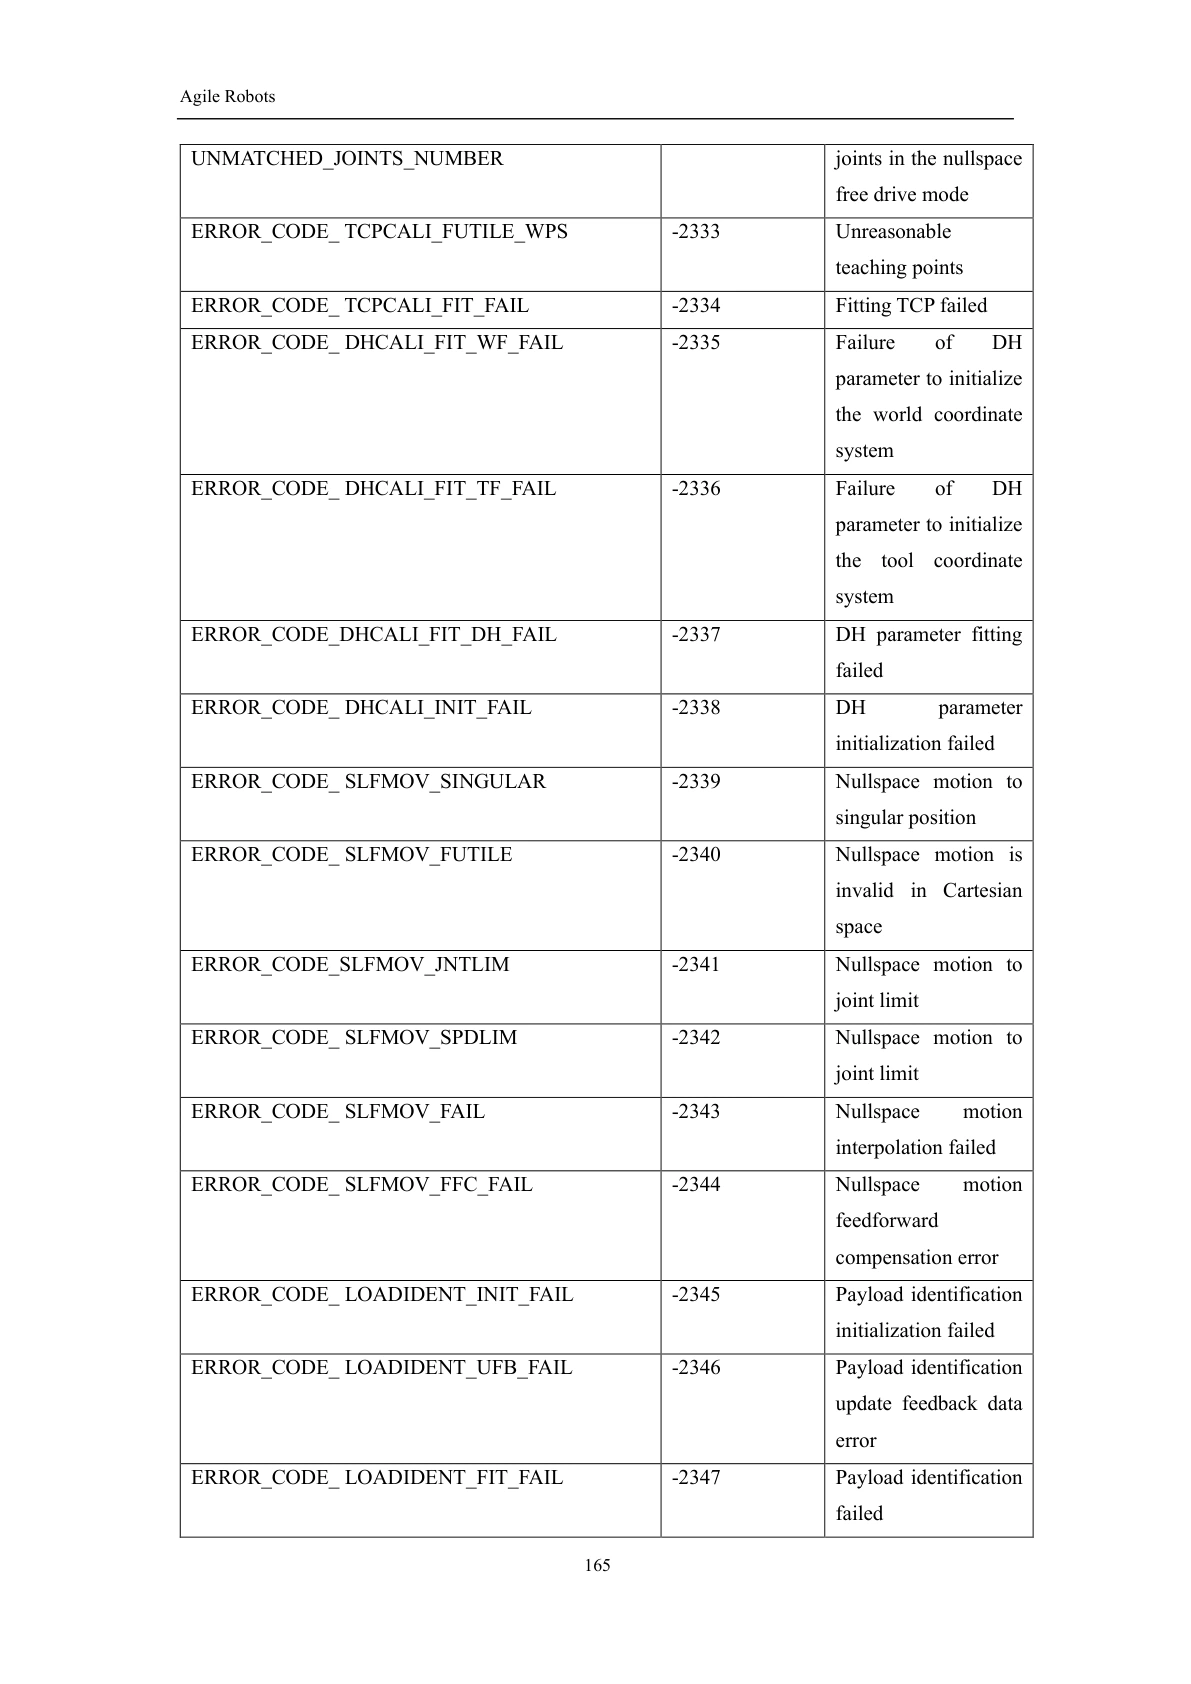 Agile Robots
UNMATCHED_JOINTS_NUMBER
joints in the nullspace
free drive mode
ERROR_CODE_ TCPCALI_FUTILE_WPS
-2333
Unreasonable
teaching points
ERROR_CODE_ TCPCALI_FIT_FAIL
-2334
Fitting TCP failed
ERROR_CODE_ DHCALI_FIT_WF_FAIL
-2335
Failure of DH
parameter to initialize
the world coordinate
system
ERROR_CODE_ DHCALI_FIT_TF_FAIL
-2336
Failure of DH
parameter to initialize
the tool coordinate
system
ERROR_CODE_DHCALI_FIT_DH_FAIL
-2337
DH parameter fitting
failed
ERROR_CODE_ DHCALI_INIT_FAIL
-2338
DH parameter
initialization failed
ERROR_CODE_ SLFMOV_SINGULAR
-2339
Nullspace motion to
singular position
ERROR_CODE_ SLFMOV_FUTILE
-2340
Nullspace motion is
invalid in Cartesian
space
ERROR_CODE_SLFMOV_JNTLIM
-2341
Nullspace motion to
joint limit
ERROR_CODE_ SLFMOV_SPDLIM
-2342
Nullspace motion to
joint limit
ERROR_CODE_ SLFMOV_FAIL
-2343
Nullspace motion
interpolation failed
ERROR_CODE_ SLFMOV_FFC_FAIL
-2344
Nullspace motion
feedforward
compensation error
ERROR_CODE_ LOADIDENT_INIT_FAIL
-2345
Payload identification
initialization failed
ERROR_CODE_ LOADIDENT_UFB_FAIL
-2346
Payload identification
update feedback data
error
ERROR_CODE_ LOADIDENT_FIT_FAIL
-2347
Payload identification
failed
165